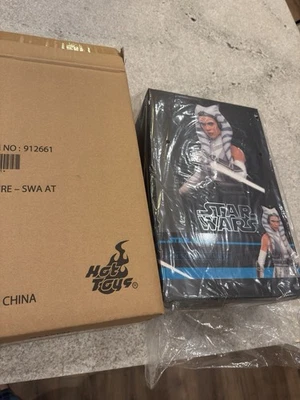 NO : 912661
RE – SWA AT
Hot
Toys®
CHINA
STAR
WARS